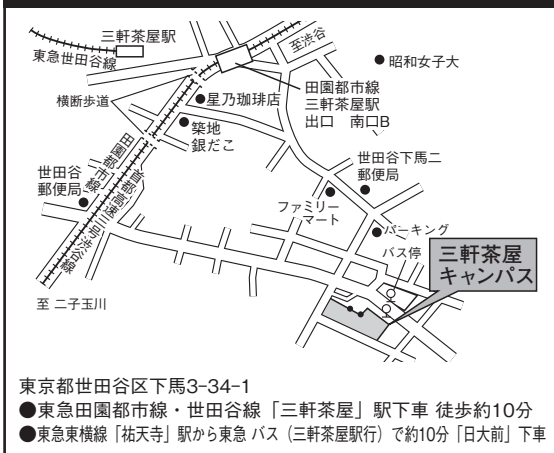 三軒茶屋駅
東急世田谷線
至渋谷
昭和女子大
田園都市線
三軒茶屋駅
出口 南口B
横断歩道
星乃珈琲店
築地
銀だこ
世田谷
郵便局
田園都市線
首都高速三号渋谷線
世田谷下馬二
郵便局
ファミリー
マート
パーキング
バス停
三軒茶屋
キャンパス
至 二子玉川
東京都世田谷区下馬3-34-1
●東急田園都市線・世田谷線「三軒茶屋」駅下車 徒歩約10分
●東急東横線「祐天寺」駅から東急 バス（三軒茶屋駅行）で約10分「日大前」下車